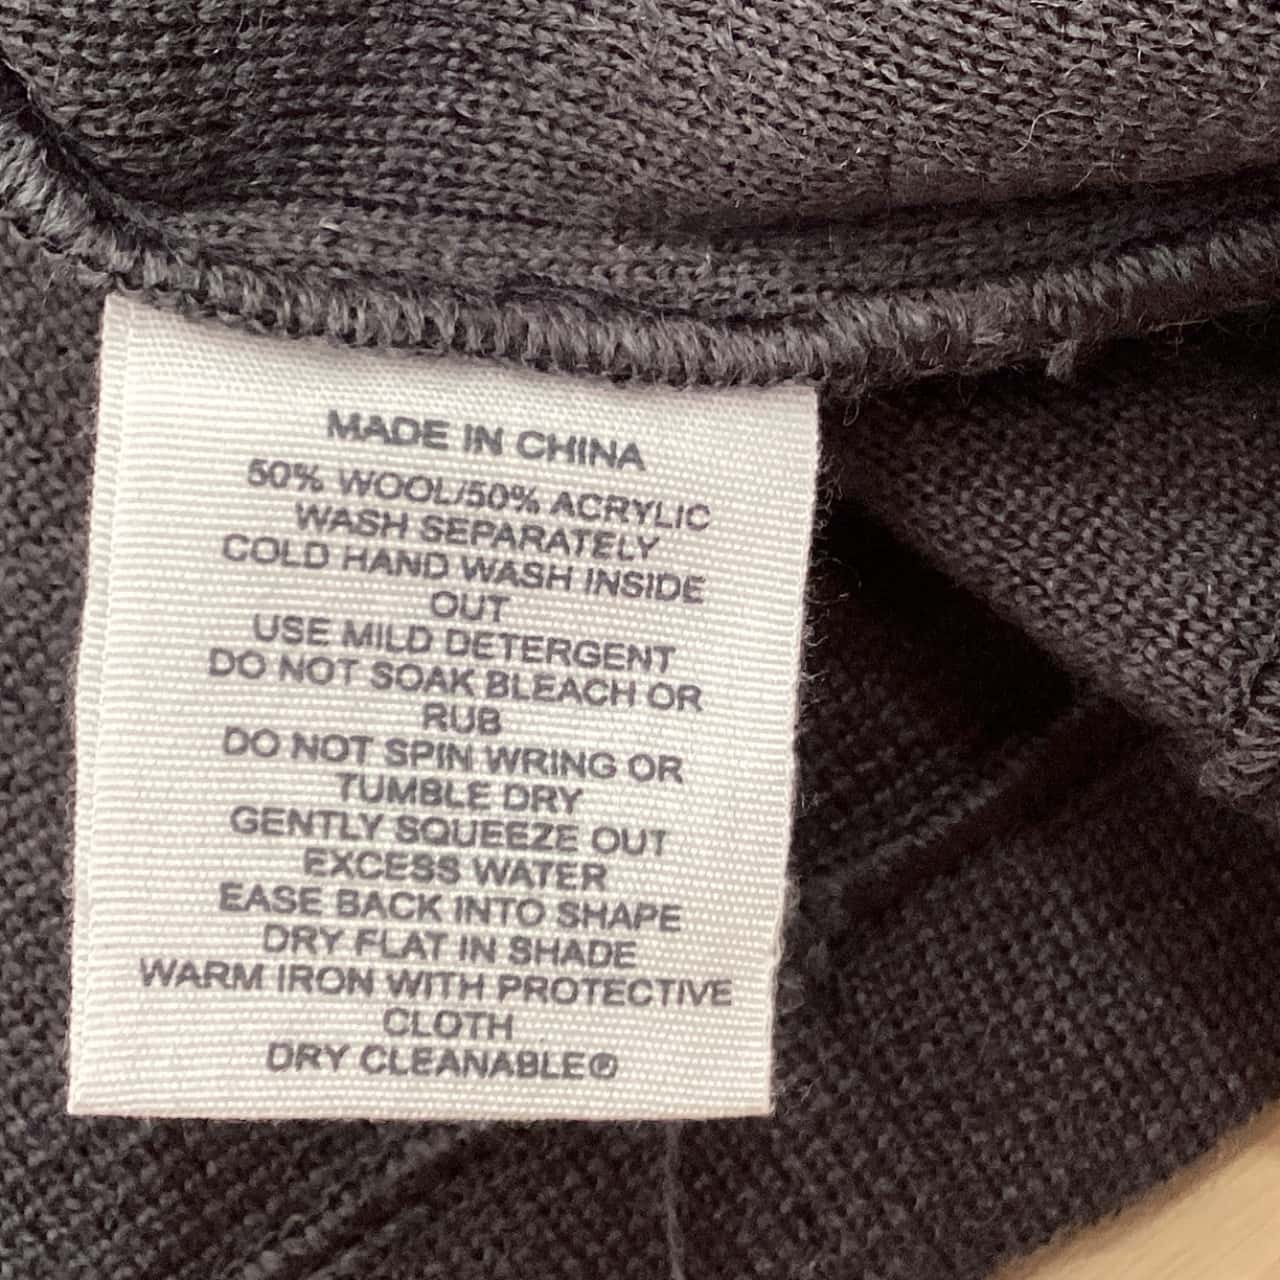 MADE IN CHINA
50% WOOL/50% ACRYLIC
WASH SEPARATELY
COLD HAND WASH INSIDE
OUT
USE MILD DETERGENT
DO NOT SOAK BLEACH OR
RUB
DO NOT SPIN WRING OR
TUMBLE DRY
GENTLY SQUEEZE OUT
EXCESS WATER
EASE BACK INTO SHAPE
DRY FLAT IN SHADE
WARM IRON WITH PROTECTIVE
CLOTH
DRY CLEANABLEⓅ